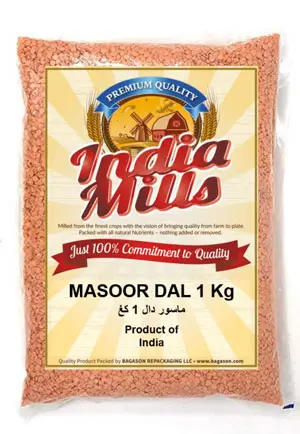 PREMIUM QUALITY
India
Mills
Milled from the finest crops with the vision of bringing quality from farm to plate.
Packed with all natural Nutrients – nothing added or removed.
Just 100% Commitment to Quality
MASOOR DAL 1 Kg
ماسور دال 1 كغ
Product of
India
Quality Product Packed by BAGASON REPACKAGING LLC • www.bagason.com